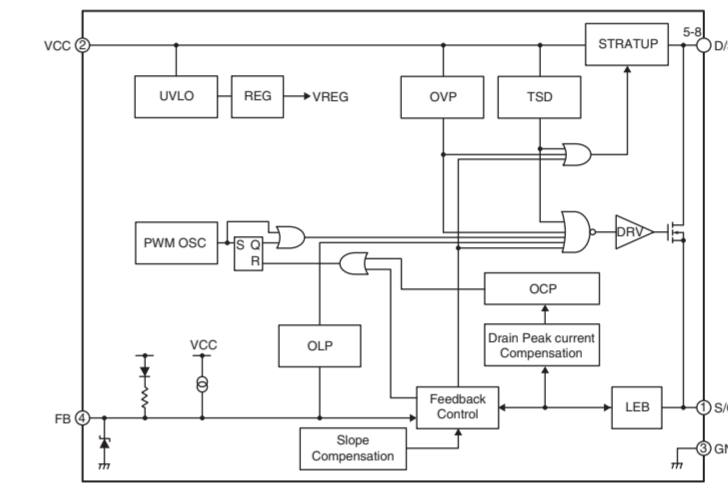 5-8
VCC 2
STRATUP
D/
UVLO
REG
VREG
OVP
TSD
PWM OSC
S Q
R
DRV
OCP
Drain Peak current
Compensation
VCC
OLP
FB 4
Feedback
Control
LEB
1 S/
Slope
Compensation
3 GN